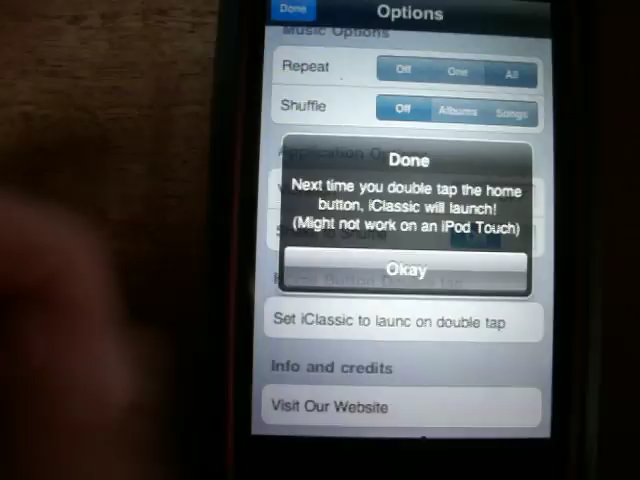 Done
Options
Music Options
Repeat
Off
One
All
Shuffle
Off
Albums
Songs
Application
Done
Next time you double tap the home
button, iClassic will launch!
(Might not work on an iPod Touch)
Okay
Set iClassic to launc on double tap
Info and credits
Visit Our Website